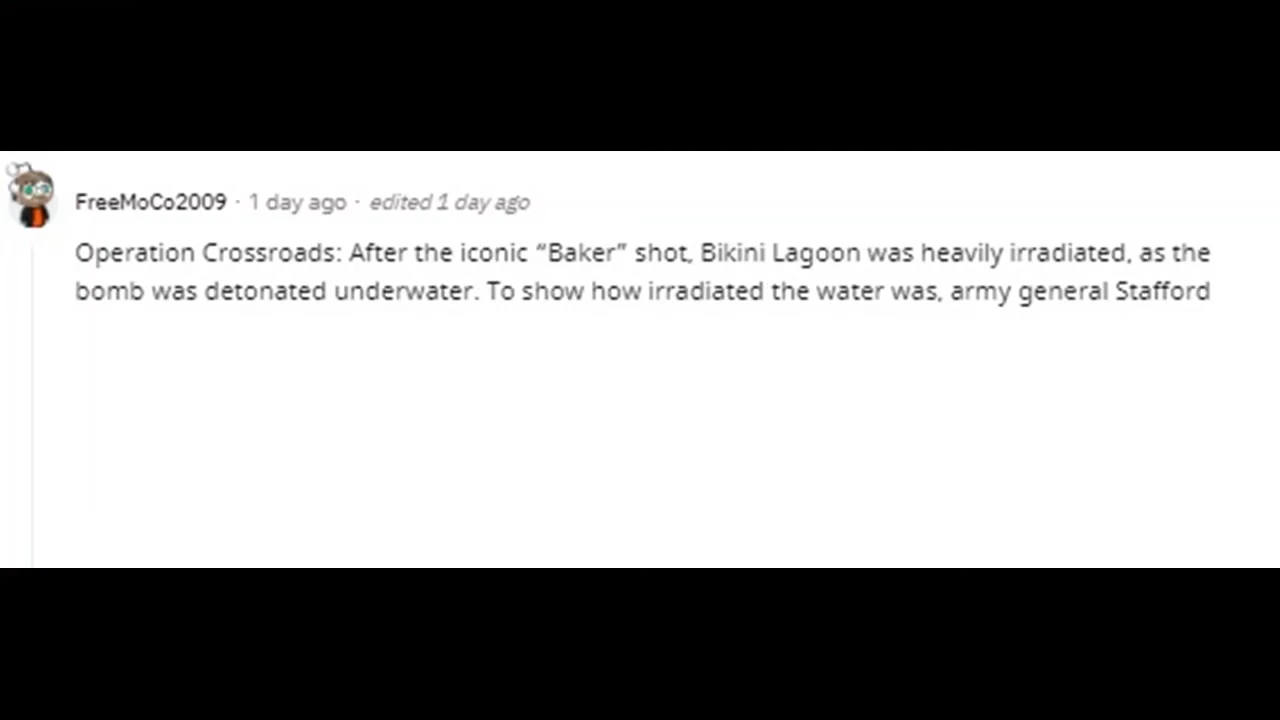 FreeMoCo2009 · 1 day ago · edited 1 day ago
Operation Crossroads: After the iconic “Baker” shot, Bikini Lagoon was heavily irradiated, as the
bomb was detonated underwater. To show how irradiated the water was, army general Stafford